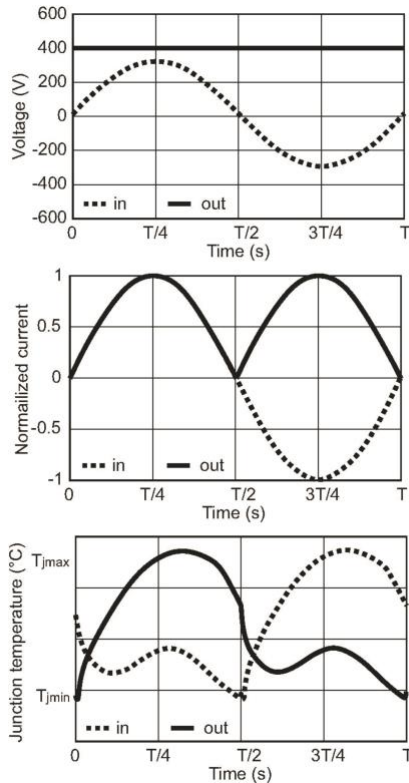 600
400
200
0
-200
-400
-600
Voltage (V)
in out
0 T/4 T/2 3T/4 T
Time (s)
1
0.5
0
-0.5
-1
Normailized current
in out
0 T/4 T/2 3T/4 T
Time (s)
Tjmax
Tjmin
Junction temperature (°C)
in out
0 T/4 T/2 3T/4 T
Time (s)